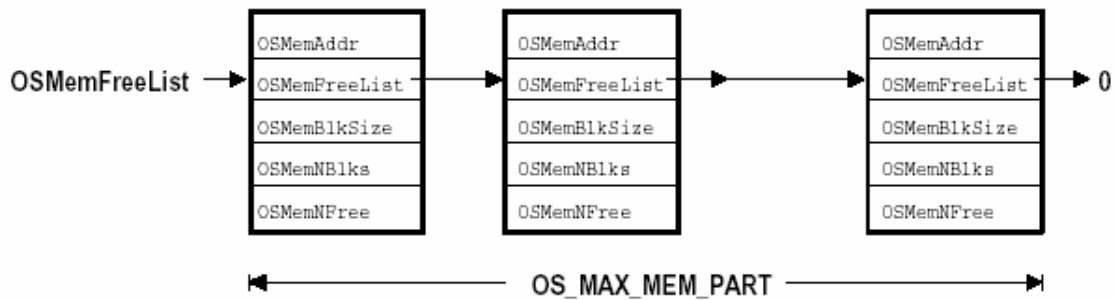 OSMemAddr OSMemAddr OSMemAddr
OSMemFreeList OSMemFreeList OSMemFreeList OSMemFreeList 0
OSMemBlkSize OSMemBlkSize OSMemBlkSize
OSMemNBlks OSMemNBlks OSMemNBlks
OSMemNFree OSMemNFree OSMemNFree
OS_MAX_MEM_PART